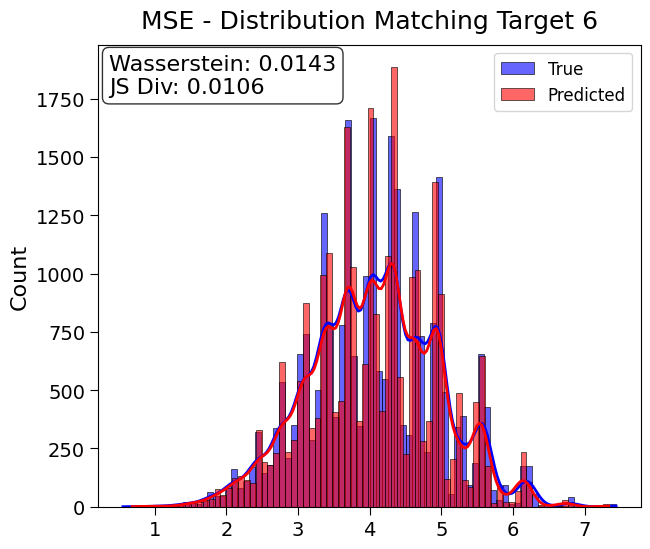 MSE - Distribution Matching Target 6
Wasserstein: 0.0143
JS Div: 0.0106
True
Predicted
Count
1750
1500
1250
1000
750
500
250
0
1 2 3 4 5 6 7